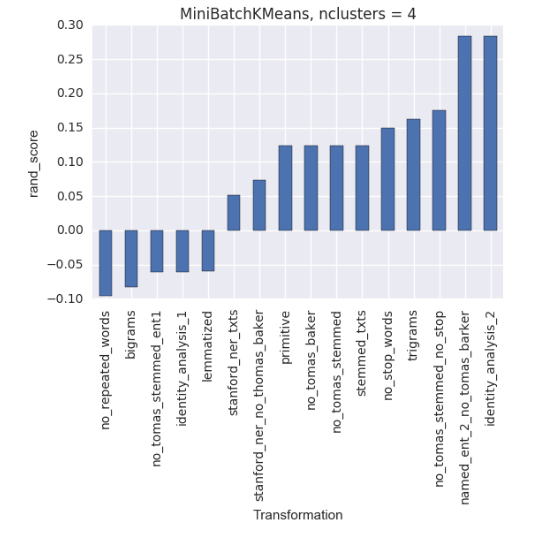 MiniBatchKMeans, nclusters = 4
0.30
0.25
0.20
0.15
0.10
0.05
0.00
−0.05
−0.10
rand_score
no_repeated_words
bigrams
no_tomas_stemmed_ent1
identity_analysis_1
lemmatized
stanford_ner_txts
stanford_ner_no_thomas_baker
primitive
no_tomas_baker
no_tomas_stemmed
stemmed_txts
no_stop_words
trigrams
no_tomas_stemmed_no_stop
named_ent_2_no_tomas_barker
identity_analysis_2
Transformation